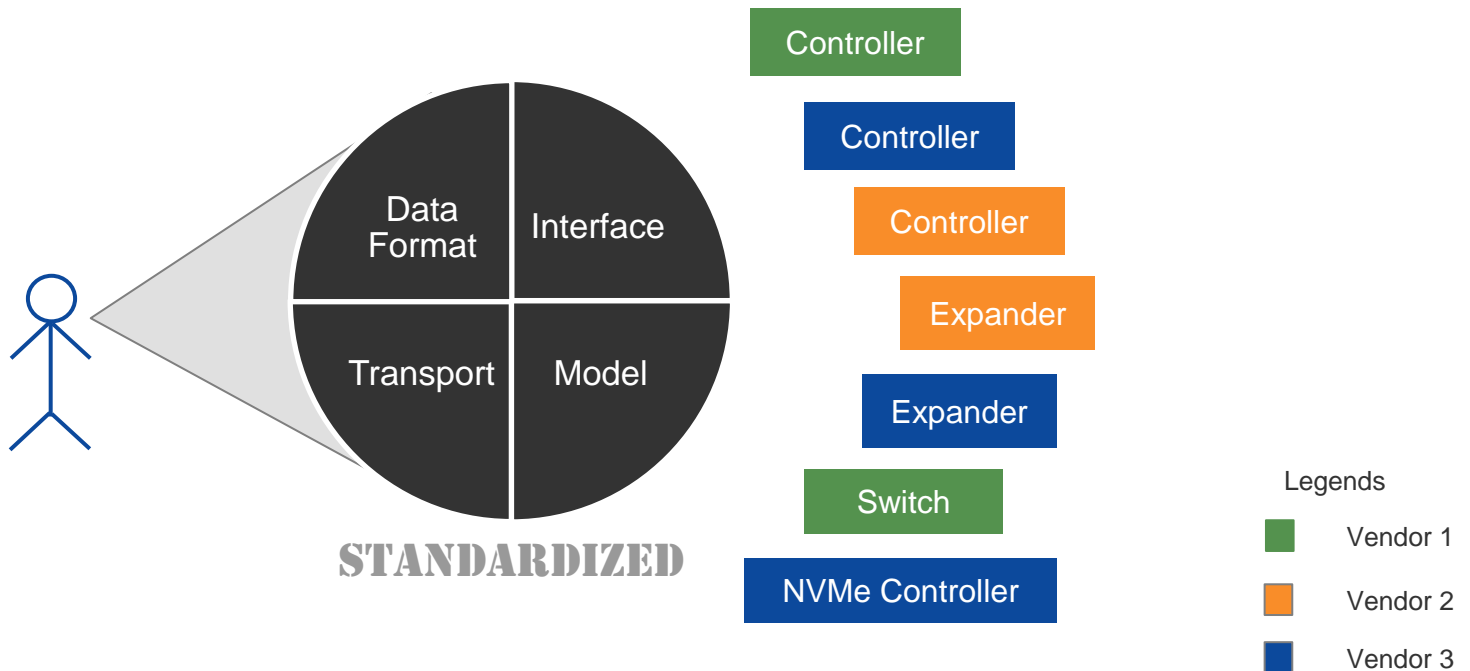 Controller
Controller
Data
Format
Interface
Controller
Expander
Transport
Model
Expander
Switch
STANDARDIZED
NVMe Controller
Legends
Vendor 1
Vendor 2
Vendor 3